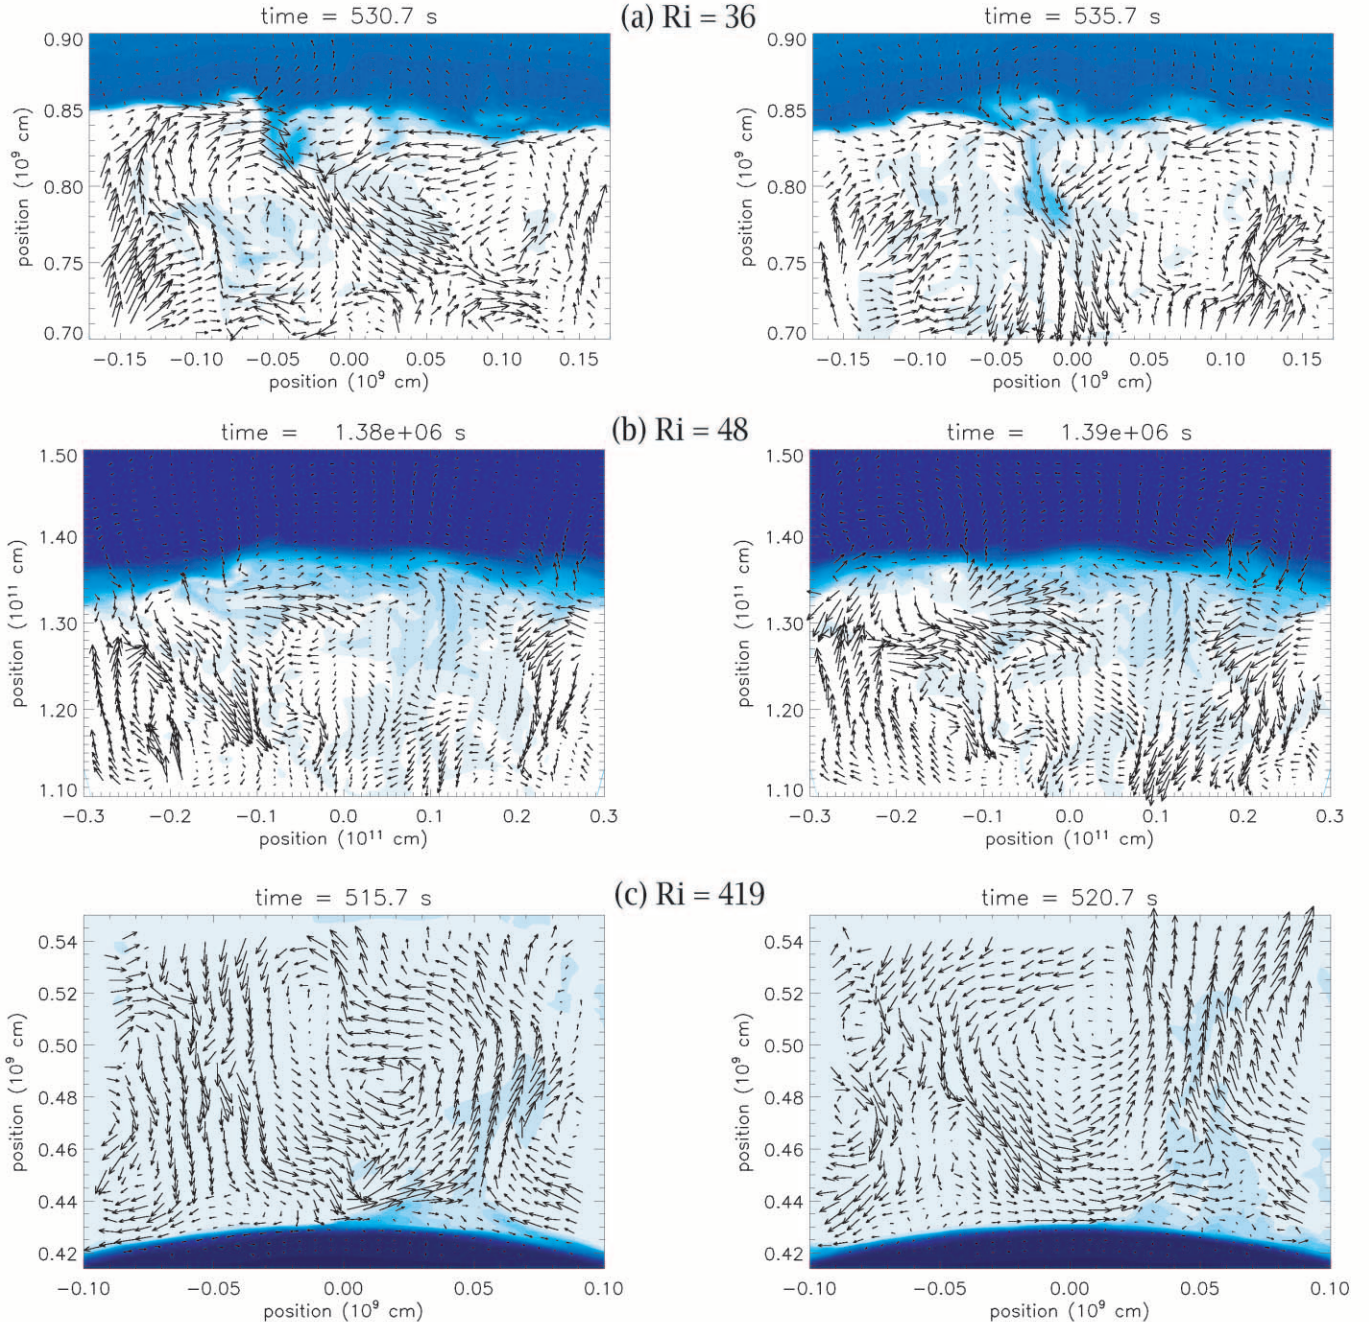 (a) Ri = 36
time = 530.7 s
time = 535.7 s
position (10⁹ cm)
0.90
0.85
0.80
0.75
0.70
-0.15 -0.10 -0.05 0.00 0.05 0.10 0.15
position (10⁹ cm)
position (10⁹ cm)
0.90
0.85
0.80
0.75
0.70
-0.15 -0.10 -0.05 0.00 0.05 0.10 0.15
position (10⁹ cm)
(b) Ri = 48
time = 1.38e+06 s
time = 1.39e+06 s
position (10¹¹ cm)
1.50
1.40
1.30
1.20
1.10
-0.3 -0.2 -0.1 0.0 0.1 0.2 0.3
position (10¹¹ cm)
position (10¹¹ cm)
1.50
1.40
1.30
1.20
1.10
-0.3 -0.2 -0.1 0.0 0.1 0.2 0.3
position (10¹¹ cm)
(c) Ri = 419
time = 515.7 s
time = 520.7 s
position (10⁹ cm)
0.54
0.52
0.50
0.48
0.46
0.44
0.42
-0.10 -0.05 0.00 0.05 0.10
position (10⁹ cm)
position (10⁹ cm)
0.54
0.52
0.50
0.48
0.46
0.44
0.42
-0.10 -0.05 0.00 0.05 0.10
position (10⁹ cm)